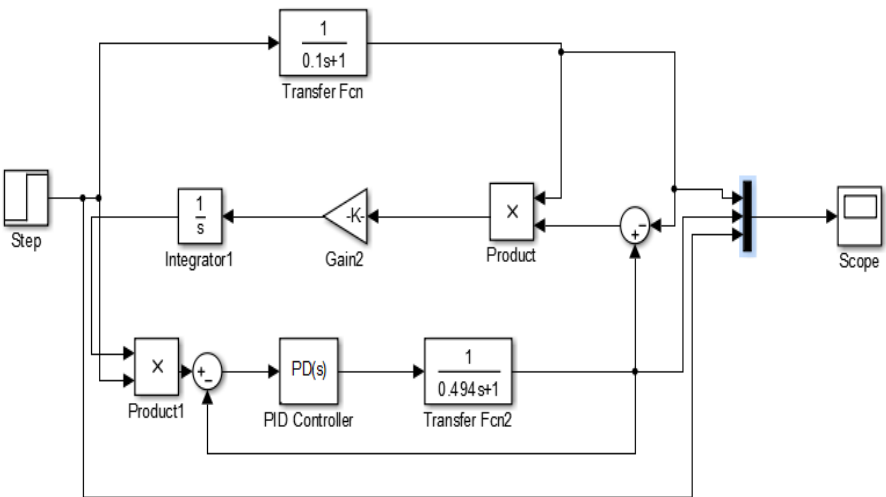 1
0.1s+1
Transfer Fcn
Step
1
s
Integrator1
-K-
Gain2
×
Product
−
+
Scope
×
Product1
+
−
PD(s)
PID Controller
1
0.494s+1
Transfer Fcn2